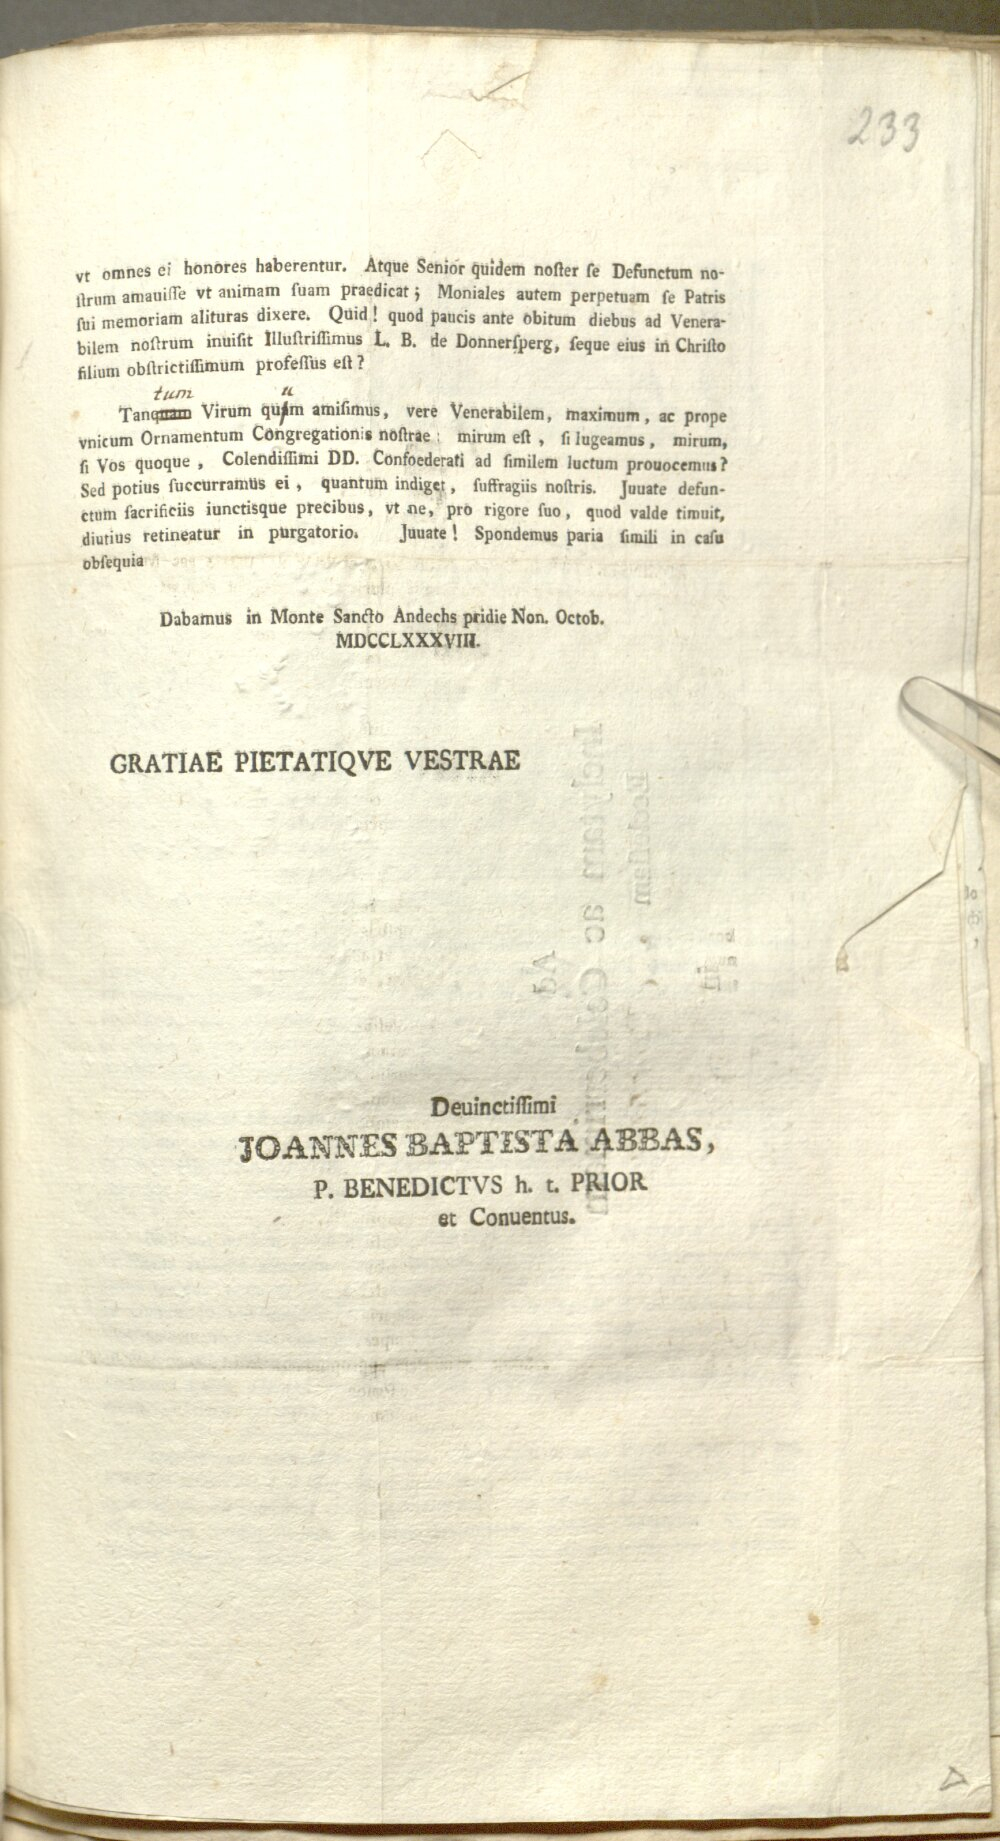 233
vt omnes ei honores haberentur. Atque Senior quidem noſter ſe Defunctum no-
ſtrum amauiſſe vt animam ſuam praedicat; Moniales autem perpetuam ſe Patris
ſui memoriam alituras dixere. Quid! quod paucis ante obitum diebus ad Venera-
bilem noſtrum inuiſit Illuſtriſſimus L. B. de Donnerſperg, ſeque eius in Chriſto
filium obſtrictiſſimum profeſſus eſt?
tum u
Tanquam Virum quam amiſimus, vere Venerabilem, maximum, ac prope
vnicum Ornamentum Congregationis noſtrae: mirum eſt, ſi lugeamus, mirum,
ſi Vos quoque, Colendiſſimi DD. Confoederati ad ſimilem luctum prouocemus?
Sed potius ſuccurramus ei, quantum indiget, ſuffragiis noſtris. Juuate defun-
ctum ſacrificiis iunctisque precibus, vt ne, pro rigore ſuo, quod valde timuit,
diutius retineatur in purgatorio. Juuate! Spondemus paria ſimili in caſu
obſequia
Dabamus in Monte Sancto Andechs pridie Non. Octob.
MDCCLXXXVIII.
GRATIAE PIETATIQVE VESTRAE
Deuinctiſſimi
JOANNES BAPTISTA ABBAS,
P. BENEDICTVS h. t. PRIOR
et Conuentus.